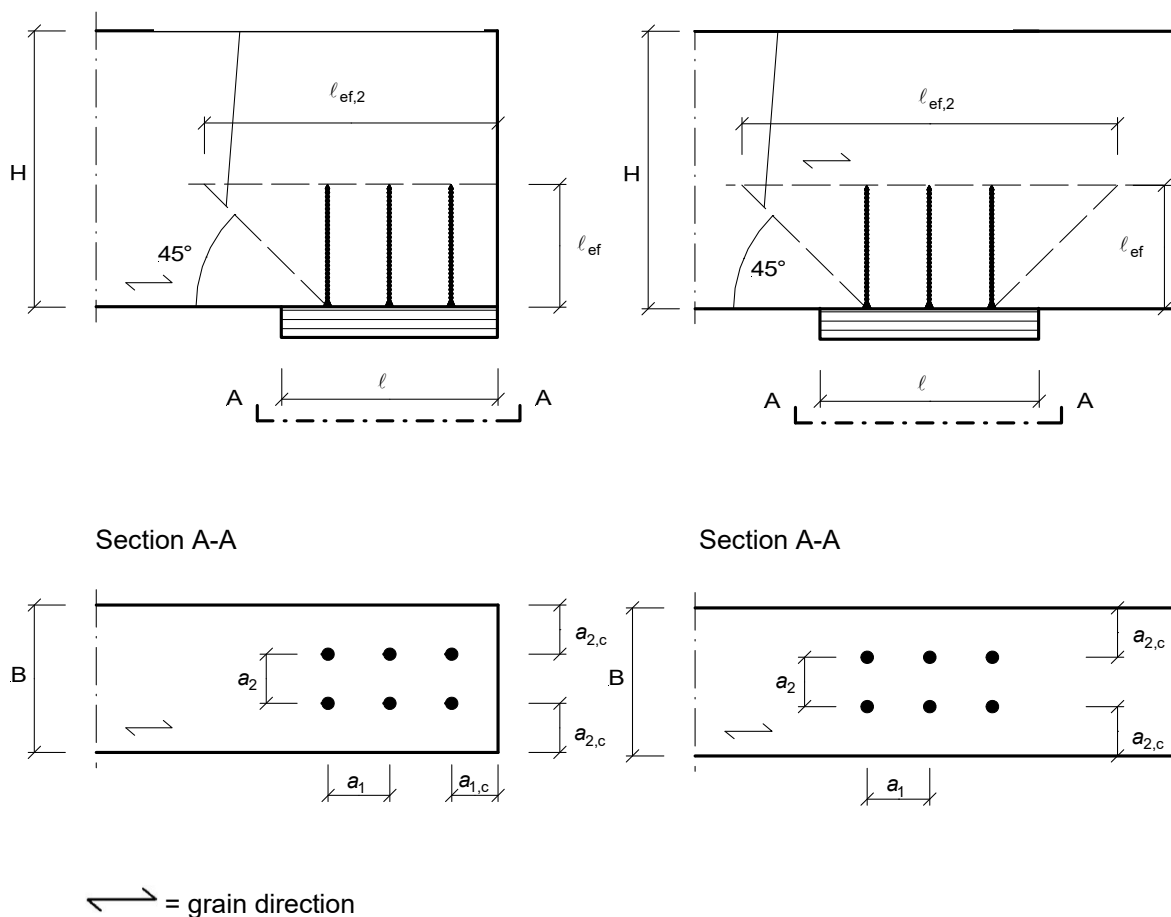 ℓef,2
ℓef,2
H
H
45°
ℓef
45°
ℓef
ℓ
ℓ
A
A
A
A
Section A-A
Section A-A
B
a2
a2,c
a2,c
a1
a1,c
B
a2
a2,c
a2,c
a1
= grain direction